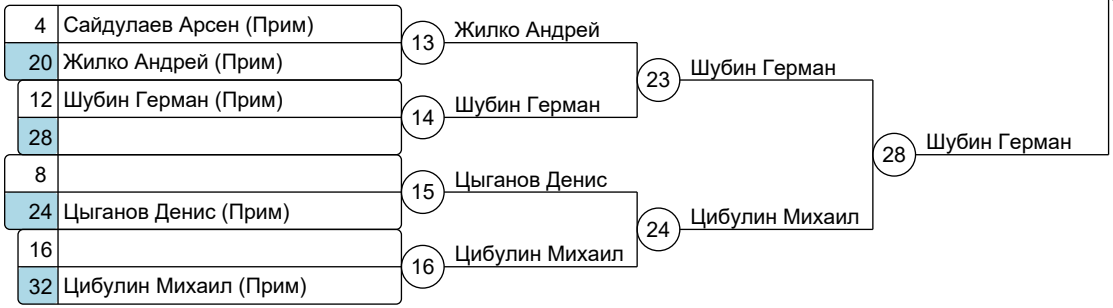 4 Сайдулаев Арсен (Прим)
20 Жилко Андрей (Прим)
12 Шубин Герман (Прим)
28
8
24 Цыганов Денис (Прим)
16
32 Цибулин Михаил (Прим)
13 Жилко Андрей
14 Шубин Герман
15 Цыганов Денис
16 Цибулин Михаил
23 Шубин Герман
24 Цибулин Михаил
28 Шубин Герман